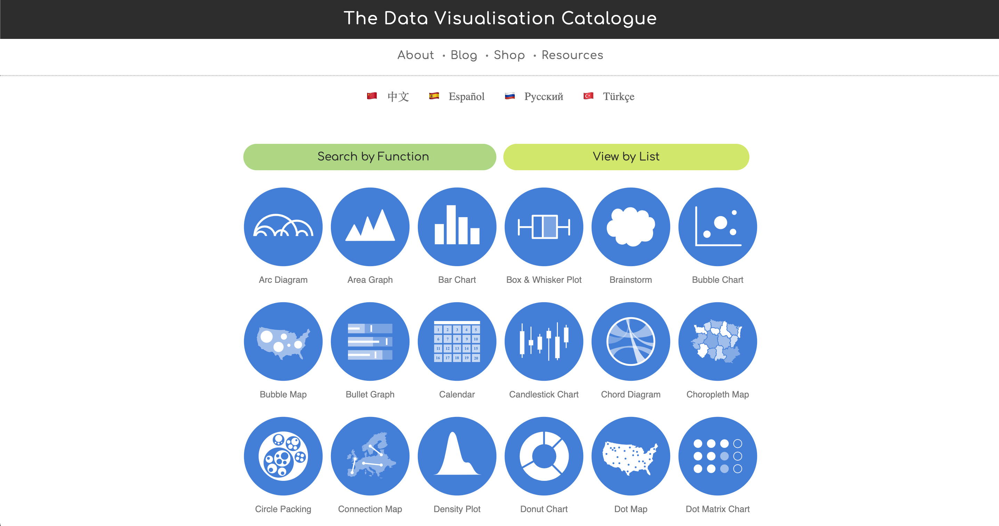 The Data Visualisation Catalogue
About • Blog • Shop • Resources
中文 Español Русский Türkçe
Search by Function View by List
Arc Diagram Area Graph Bar Chart Box & Whisker Plot Brainstorm Bubble Chart
1 2 3 4 5
6 7 8 9 10
11 12 13 14 15
16 17 18 19 20
Bubble Map Bullet Graph Calendar Candlestick Chart Chord Diagram Choropleth Map
Circle Packing Connection Map Density Plot Donut Chart Dot Map Dot Matrix Chart